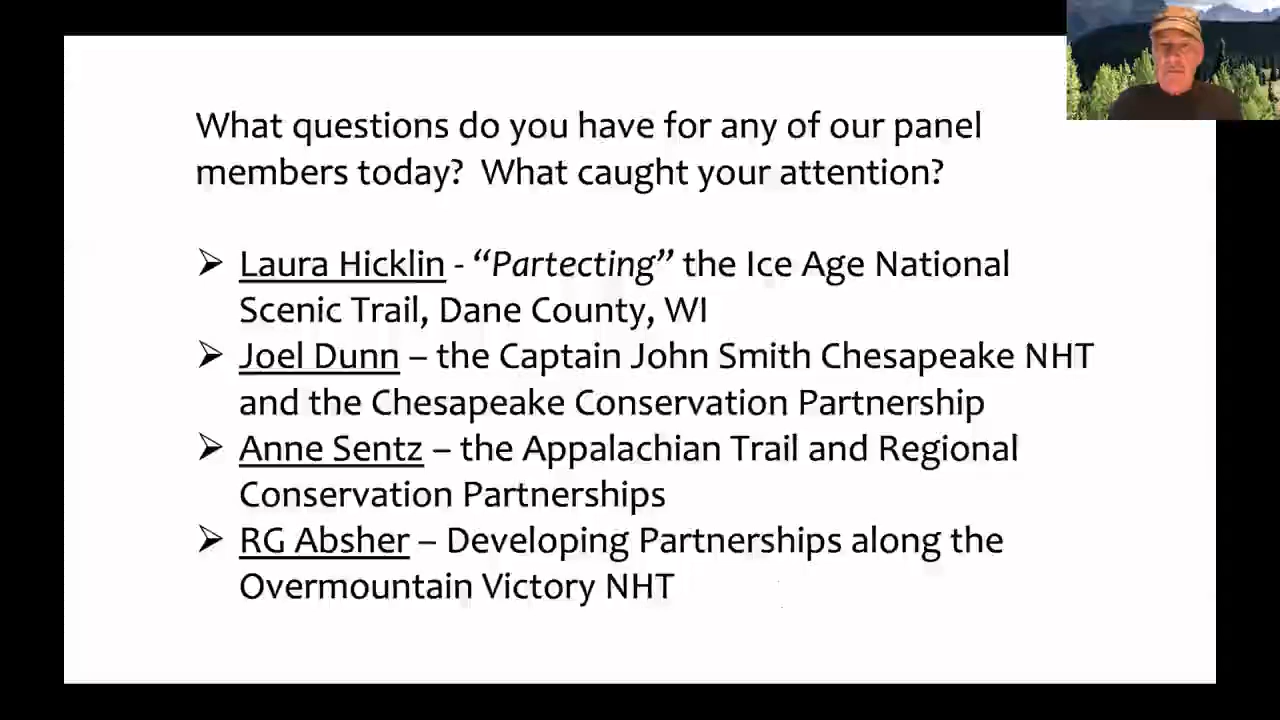 What questions do you have for any of our panel
members today?  What caught your attention?
➢ Laura Hicklin - “Partecting” the Ice Age National
Scenic Trail, Dane County, WI
➢ Joel Dunn – the Captain John Smith Chesapeake NHT
and the Chesapeake Conservation Partnership
➢ Anne Sentz – the Appalachian Trail and Regional
Conservation Partnerships
➢ RG Absher – Developing Partnerships along the
Overmountain Victory NHT